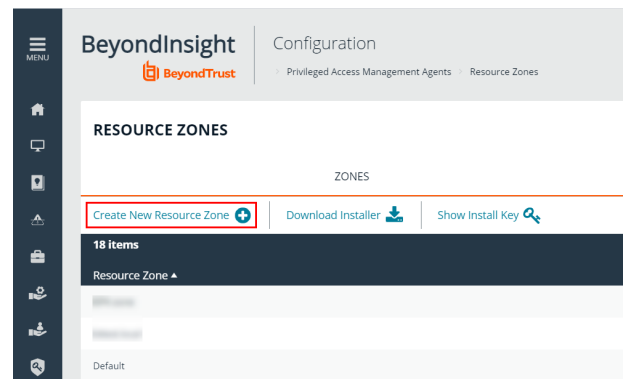 BeyondInsight
BeyondTrust
Configuration
> Privileged Access Management Agents > Resource Zones
MENU
RESOURCE ZONES
ZONES
Create New Resource Zone
Download Installer
Show Install Key
18 items
Resource Zone
Default